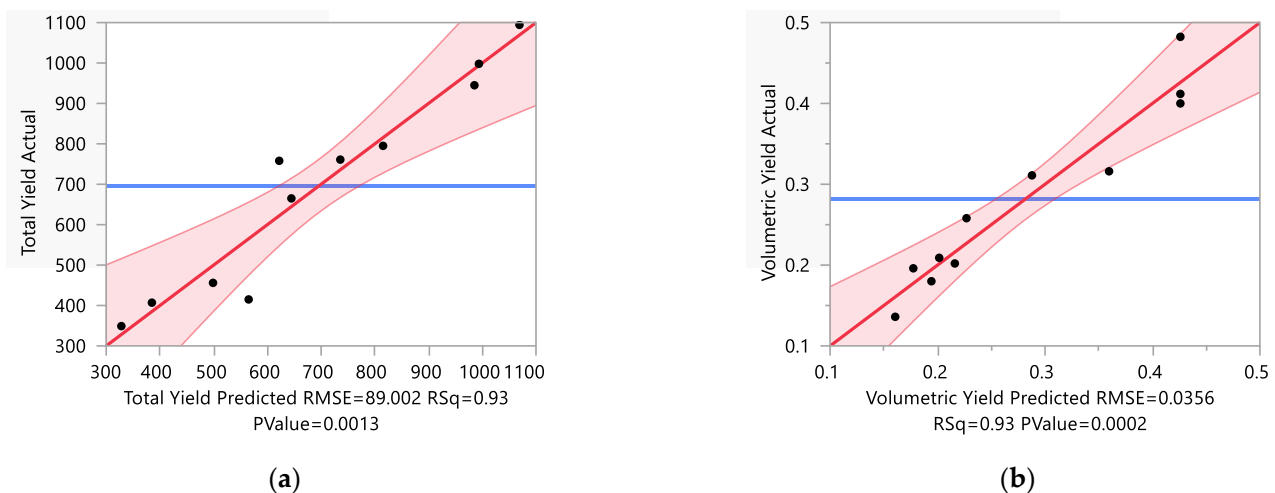 1100
1000
900
800
700
600
500
400
300
Total Yield Actual
300 400 500 600 700 800 900 1000 1100
Total Yield Predicted RMSE=89.002 RSq=0.93
PValue=0.0013
(a)
0.5
0.4
0.3
0.2
0.1
Volumetric Yield Actual
0.1 0.2 0.3 0.4 0.5
Volumetric Yield Predicted RMSE=0.0356
RSq=0.93 PValue=0.0002
(b)